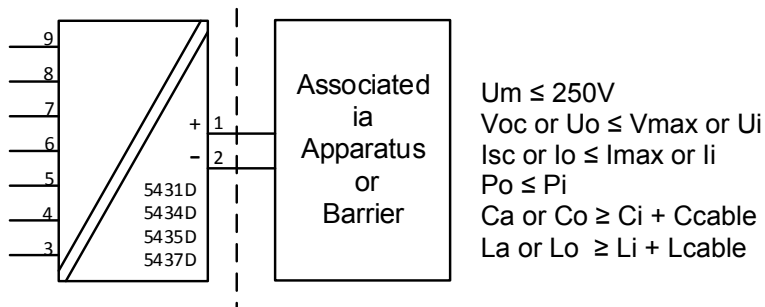 9
8
7
6
5
4
3
+ 1
– 2
5431D
5434D
5435D
5437D
Associated
ia
Apparatus
or
Barrier
Um ≤ 250V
Voc or Uo ≤ Vmax or Ui
Isc or Io ≤ Imax or Ii
Po ≤ Pi
Ca or Co ≥ Ci + Ccable
La or Lo ≥ Li + Lcable